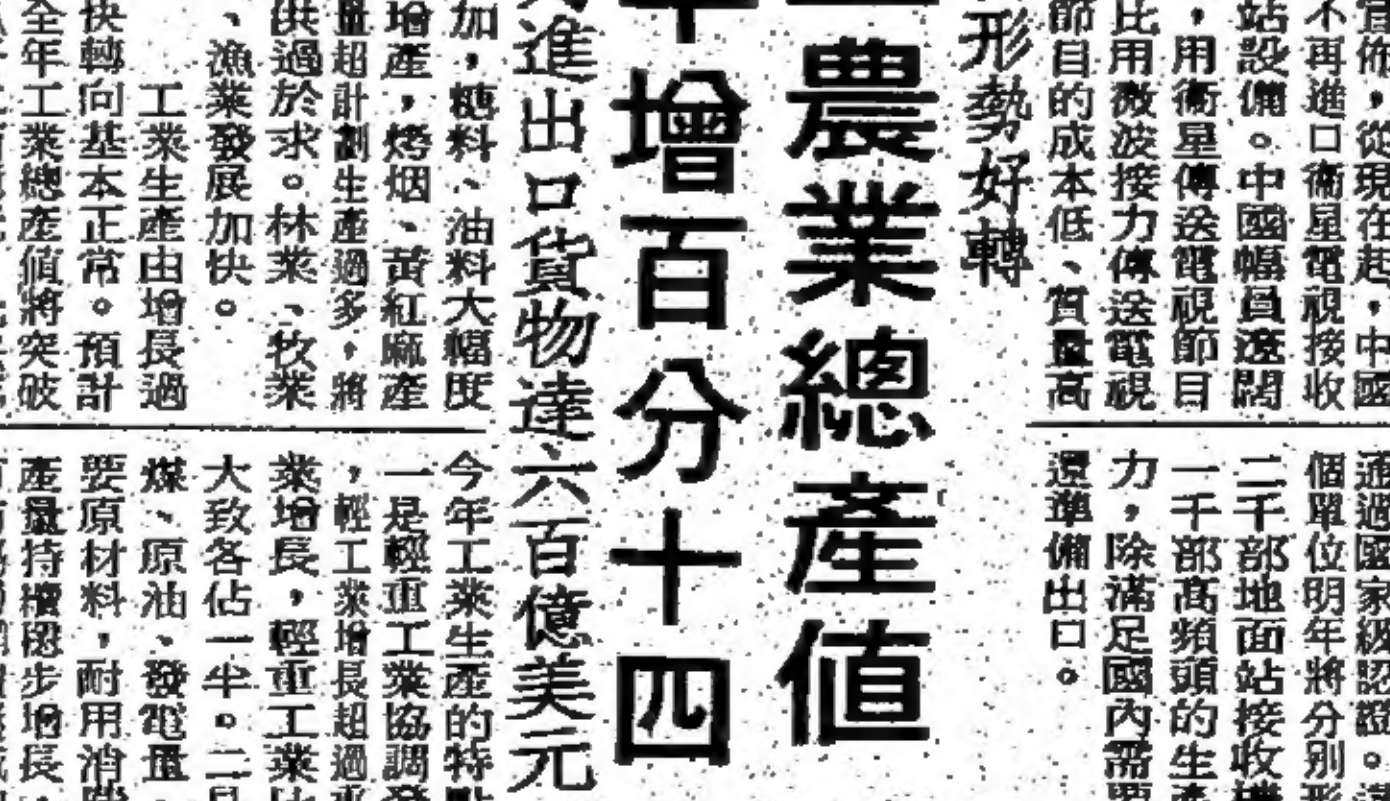 宣佈，從現在起，中國
不再進口衛星電視接收
站設備。中國幅員遼闊
，用衛星傳送電視節目
比用微波接力傳送電視
節目的成本低、質量高
通過國家級認證。
個單位明年將分別形
二千部地面站接收機
一千部高頻頭的生產
力，除滿足國內需要
還準備出口。
形勢好轉
農業總產值
增百分十四
進出口貨物達六百億美元
加，糖料、油料大幅度
增產，烤烟、黃紅麻產
量超計劃生產過多，將
供過於求。林業、牧業
、漁業發展加快。
工業生產由增長過
快轉向基本正常。預計
全年工業總產值將突破
今年工業生產的特點
一是輕重工業協調發
，輕工業增長超過重
業增長，輕重工業比
大致各佔一半。二是
煤、原油、發電量
要原材料，耐用消
產量持續穩步增長，